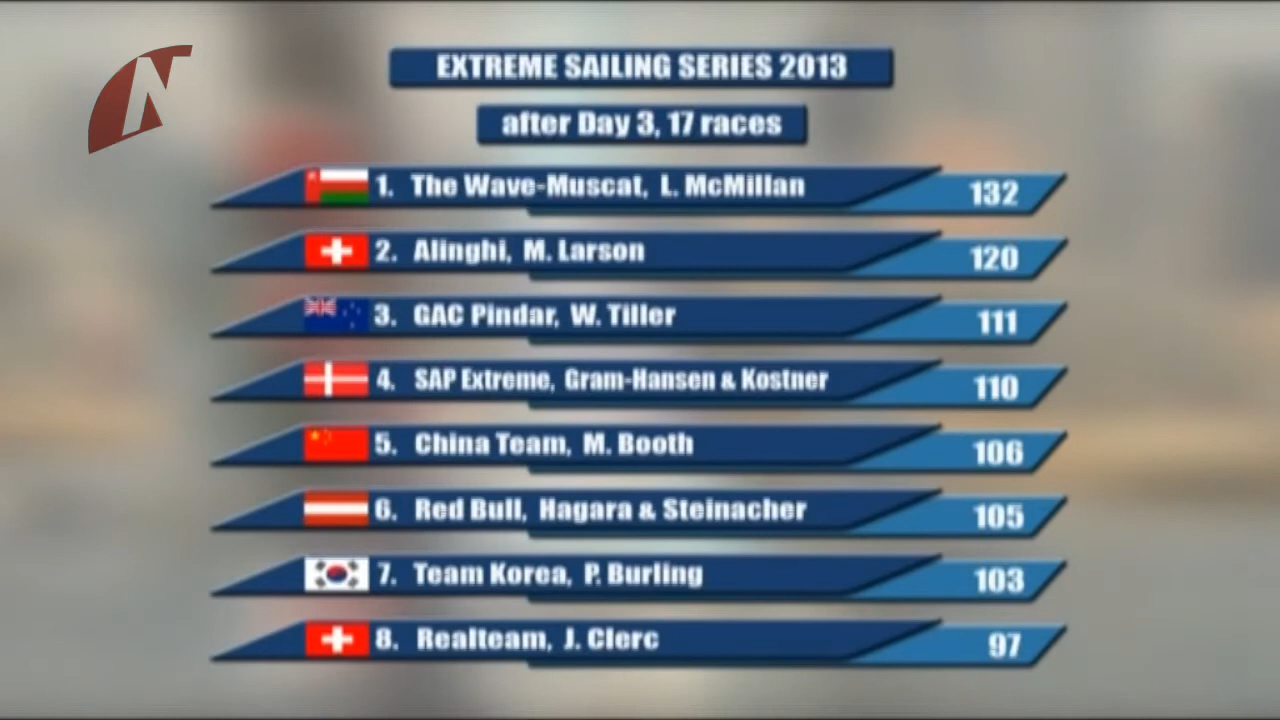 N
EXTREME SAILING SERIES 2013
after Day 3, 17 races
1. The Wave-Muscat, L. McMillan 132
2. Alinghi, M. Larson 120
3. GAC Pindar, W. Tiller 111
4. SAP Extreme, Gram-Hansen & Kostner 110
5. China Team, M. Booth 106
6. Red Bull, Hagara & Steinacher 105
7. Team Korea, P. Burling 103
8. Realteam, J. Clerc 97